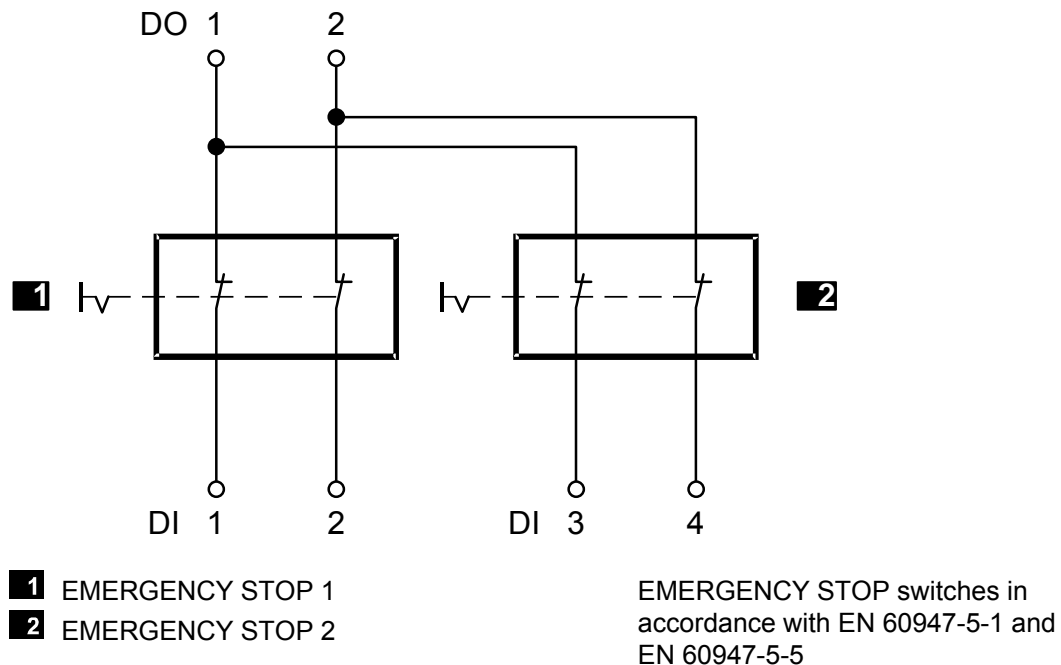 DO 1 2
1
2
DI 1 2 DI 3 4
1 EMERGENCY STOP 1
2 EMERGENCY STOP 2
EMERGENCY STOP switches in
accordance with EN 60947-5-1 and
EN 60947-5-5